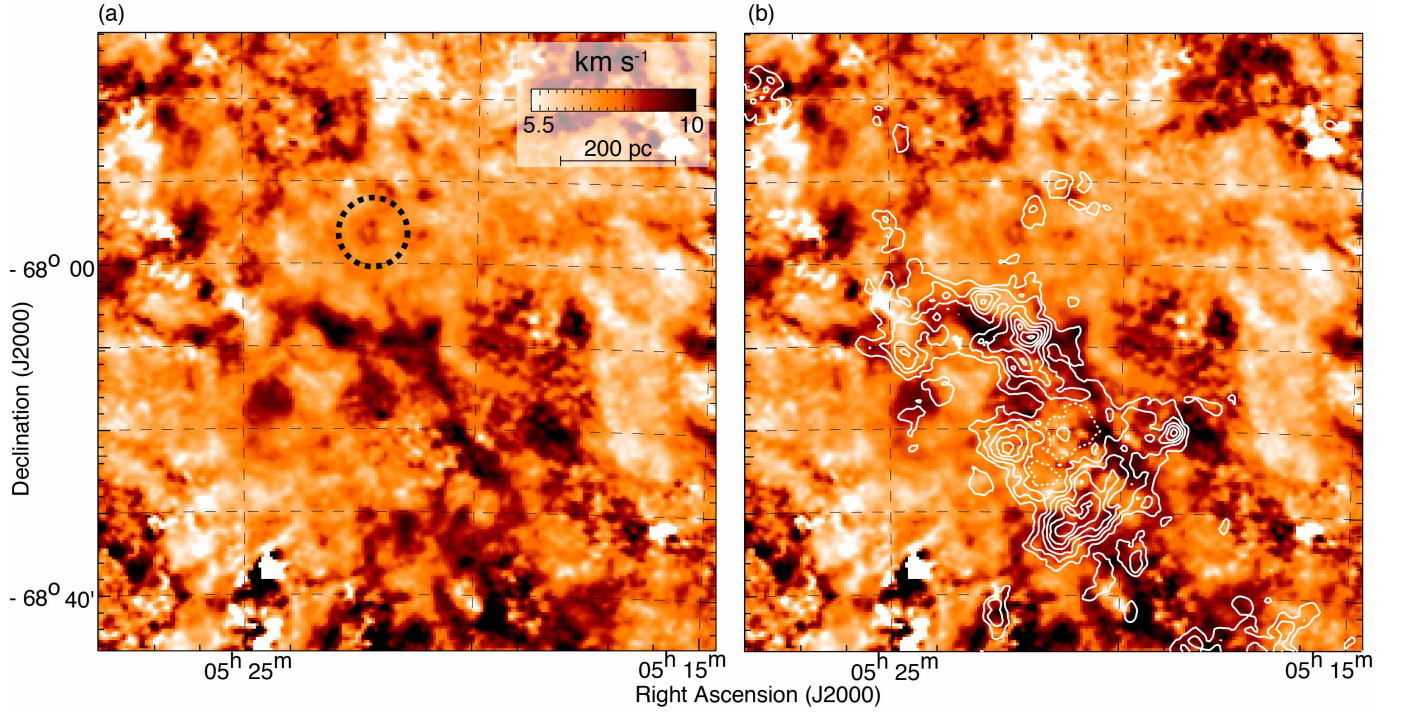 (a)
(b)
km s-1
5.5 10
200 pc
- 68o 00
- 68o 40'
Declination (J2000)
05h 25m
05h 15m
05h 25m
05h 15m
Right Ascension (J2000)